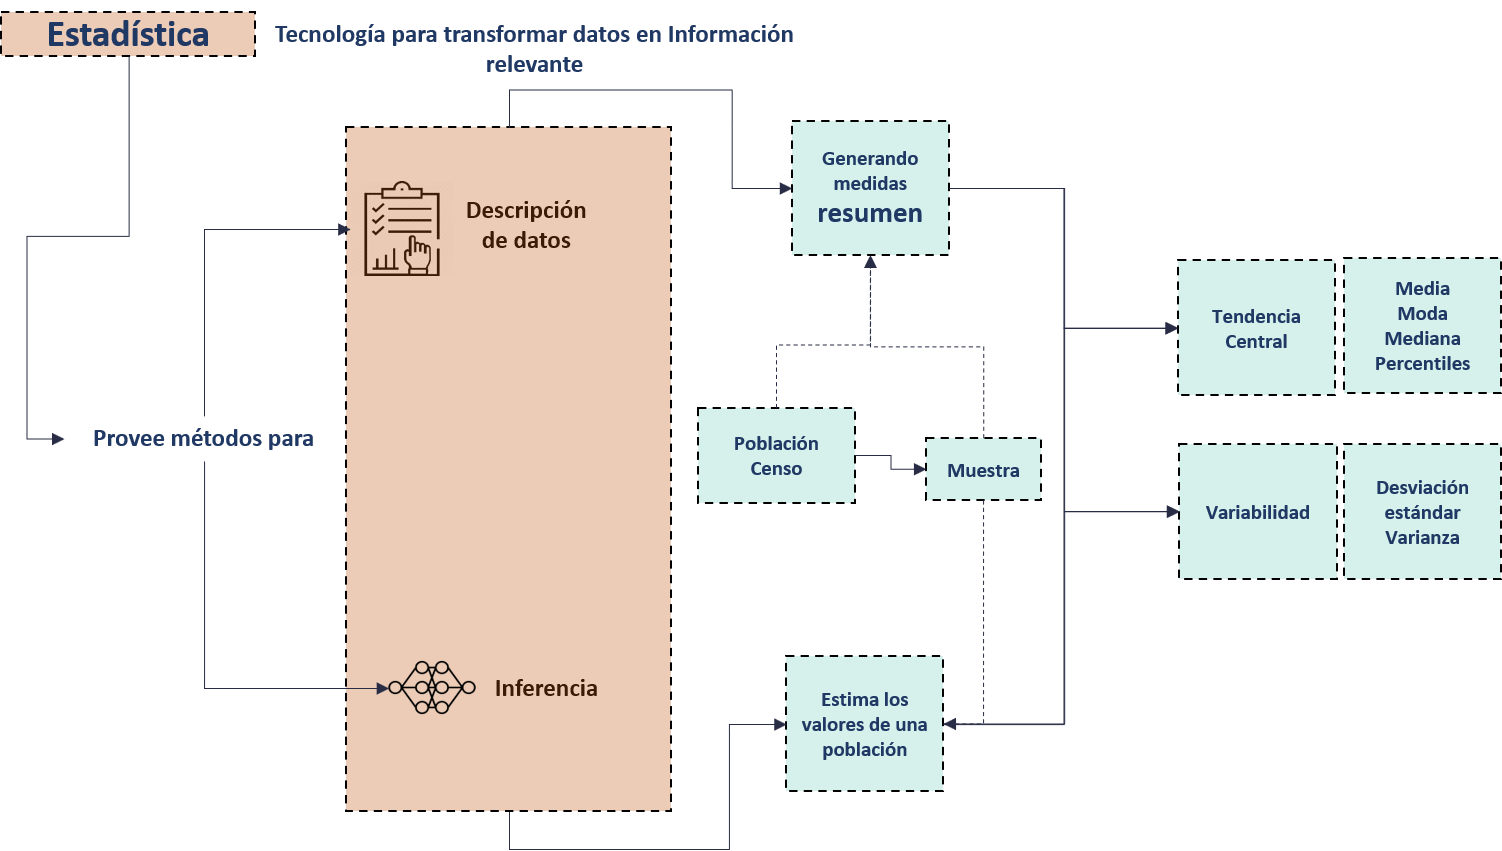 Estadística
Tecnología para transformar datos en Información
relevante
Generando
medidas
resumen
Descripción
de datos
Tendencia
Central
Media
Moda
Mediana
Percentiles
Provee métodos para
Población
Censo
Muestra
Variabilidad
Desviación
estándar
Varianza
Inferencia
Estima los
valores de una
población